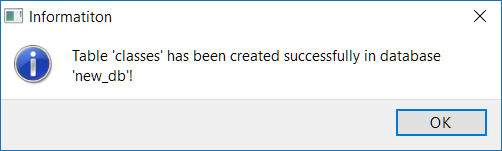 Informatiton
Table 'classes' has been created successfully in database
'new_db'!
OK